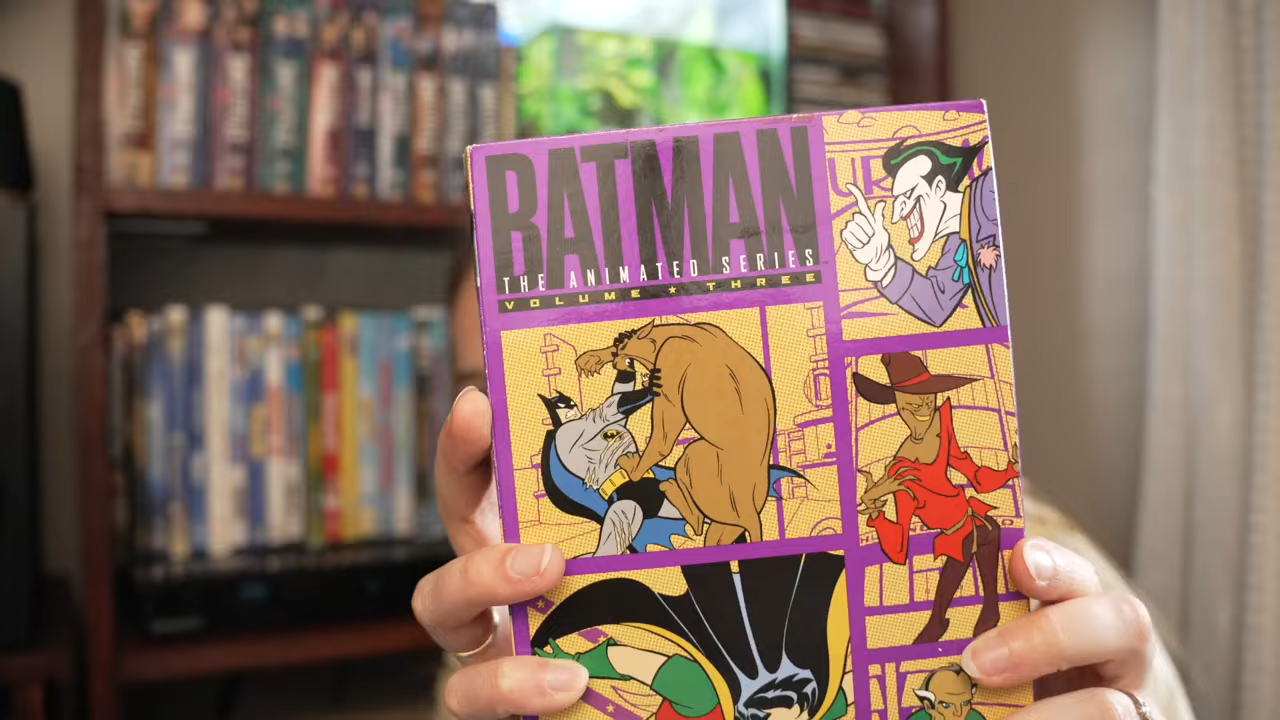 BATMAN
THE ANIMATED SERIES
VOLUME ★ THREE